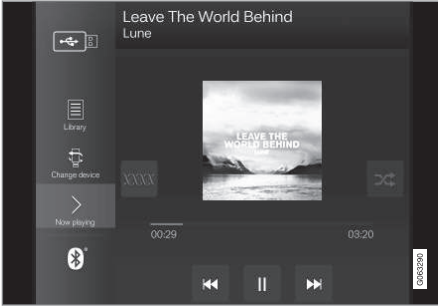 Leave The World Behind
Lune
Library
Change device
Now playing
LEAVE THE
WORLD BEHIND
LUNE
XXXX
00:29
03:20
G063290